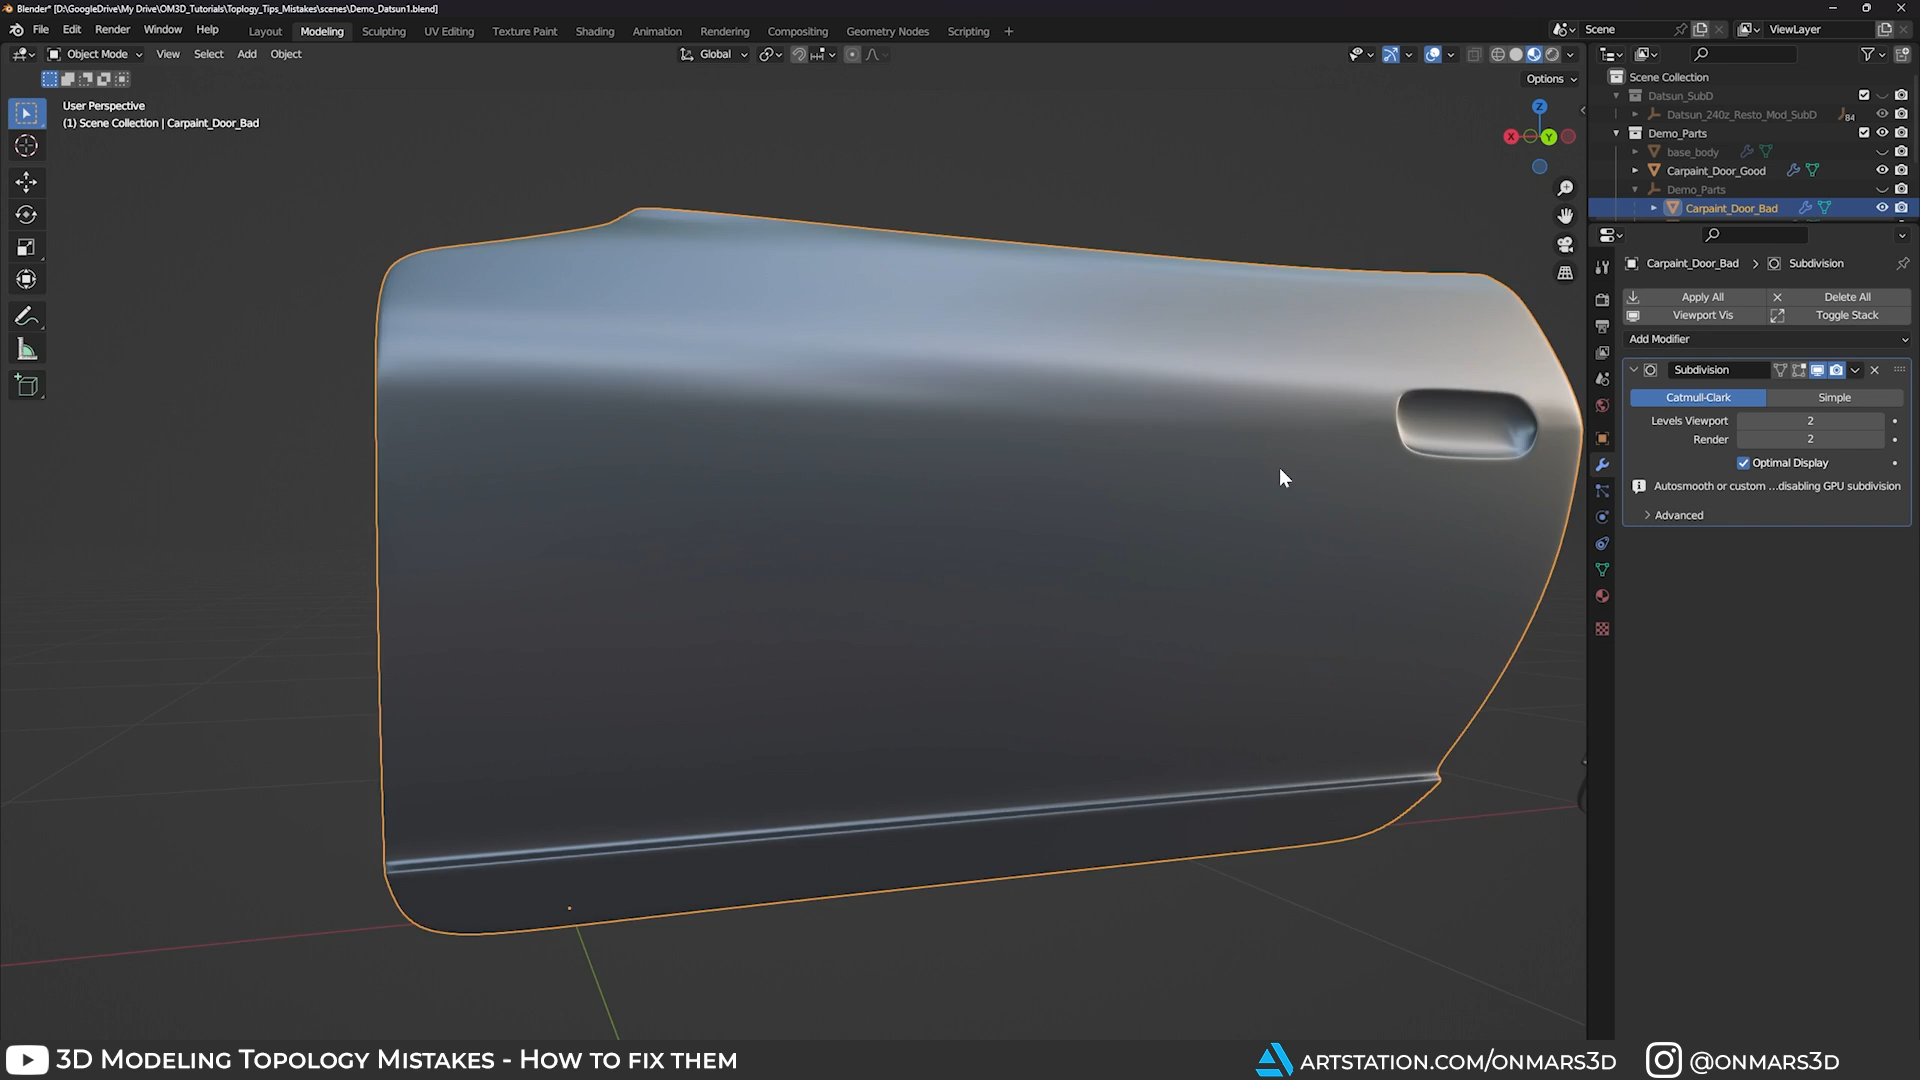 Blender* [D:\GoogleDrive\My Drive\OM3D_Tutorials\Toplogy_Tips_Mistakes\scenes\Demo_Datsun1.blend]
File Edit Render Window Help Layout Modeling Sculpting UV Editing Texture Paint Shading Animation Rendering Compositing Geometry Nodes Scripting + Scene ViewLayer
Object Mode View Select Add Object Global
Options
User Perspective
(1) Scene Collection | Carpaint_Door_Bad
Z
X Y
Scene Collection
Datsun_SubD
Datsun_240z_Resto_Mod_SubD 84
Demo_Parts
base_body
Carpaint_Door_Good
Demo_Parts
Carpaint_Door_Bad
Carpaint_Door_Bad > Subdivision
Apply All Delete All
Viewport Vis Toggle Stack
Add Modifier
Subdivision
Catmull-Clark Simple
Levels Viewport 2
Render 2
Optimal Display
Autosmooth or custom ...disabling GPU subdivision
Advanced
3D Modeling Topology Mistakes - How to fix them
artstation.com/onmars3d
@onmars3d